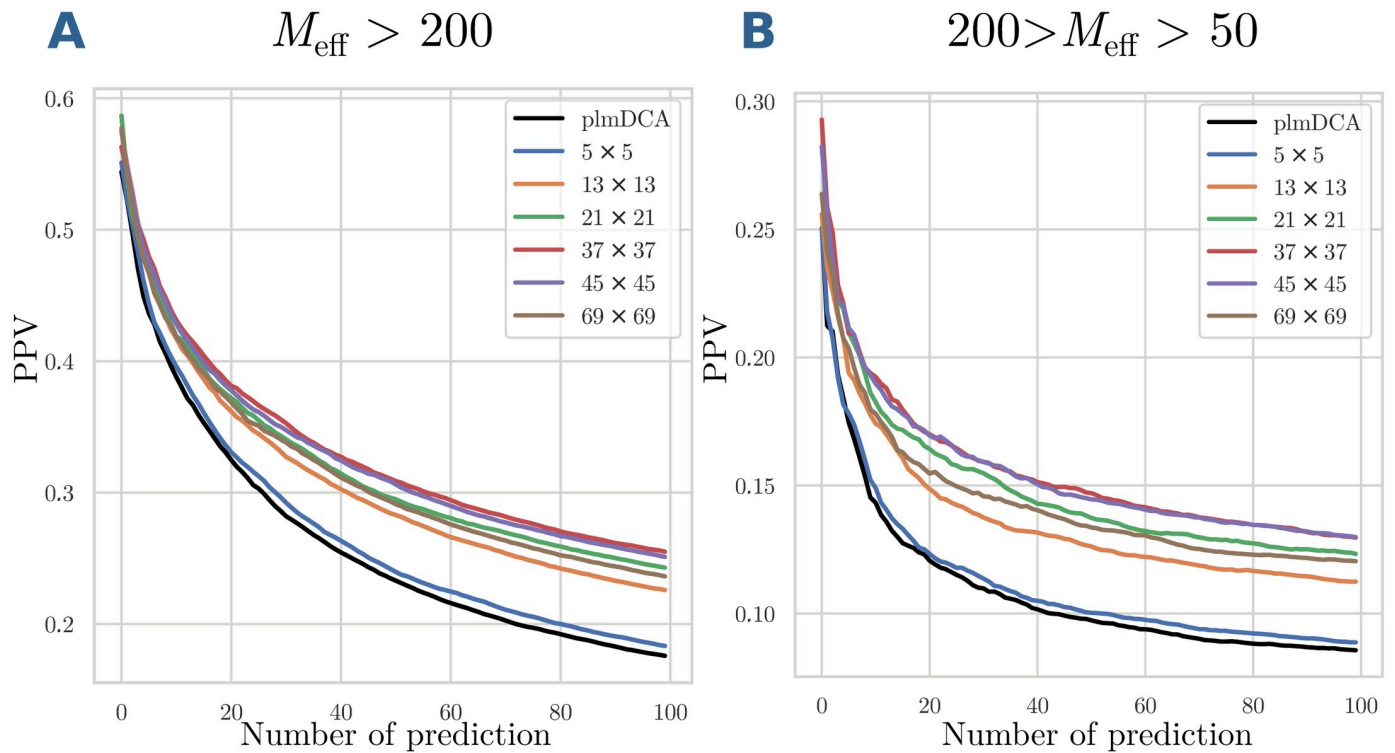 A
M_eff > 200
PPV
0.6
0.5
0.4
0.3
0.2
plmDCA
5 × 5
13 × 13
21 × 21
37 × 37
45 × 45
69 × 69
0 20 40 60 80 100
Number of prediction
B
200>M_eff > 50
PPV
0.30
0.25
0.20
0.15
0.10
plmDCA
5 × 5
13 × 13
21 × 21
37 × 37
45 × 45
69 × 69
0 20 40 60 80 100
Number of prediction